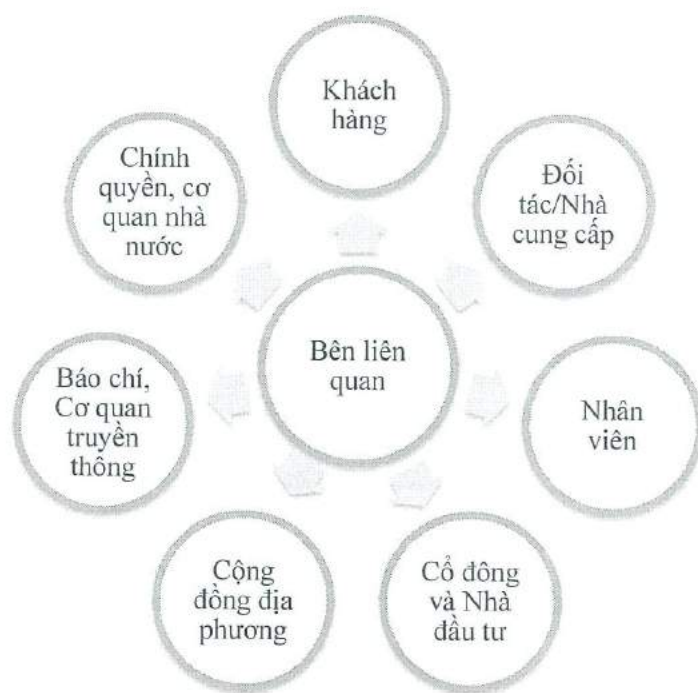 Khách
hàng
Chính
quyền, cơ
quan nhà
nước
Đối
tác/Nhà
cung cấp
Bên liên
quan
Báo chí,
Cơ quan
truyền
thông
Nhân
viên
Cộng
đồng địa
phương
Cổ đông
và Nhà
đầu tư